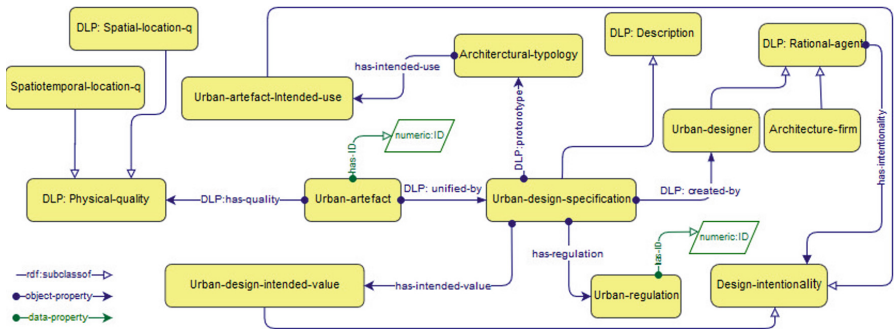 DLP: Spatial-location-q
DLP: Description
DLP: Rational-agent
has-intended-use
Architerctural-typology
Spatiotemporal-location-q
Urban-artefact-Intended-use
DLP:protorotype
Urban-designer
Architecture-firm
has-intentionality
numeric:ID
has-ID
DLP: Physical-quality
DLP:has-quality
Urban-artefact
DLP: unified-by
Urban-design-specification
DLP: created-by
has-regulation
has-ID
numeric:ID
rdf:subclassof
object-property
data-property
Urban-design-intended-value
has-intended-value
Urban-regulation
Design-intentionality